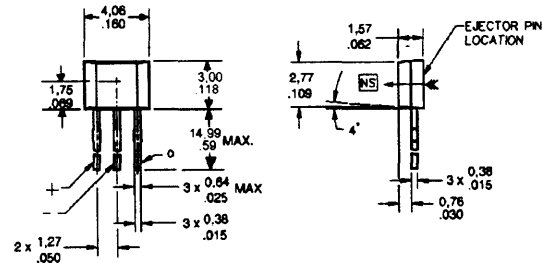 4,06
.160
1,75
.069
3,00
.118
14,99
.59 MAX.
+
-
O
3 x 0,64
.025 MAX
3 x 0,38
.015
2 x 1,27
.050
1,57
.062
EJECTOR PIN
LOCATION
2,77
.109
NS
4°
3 x 0,38
.015
0,76
.030